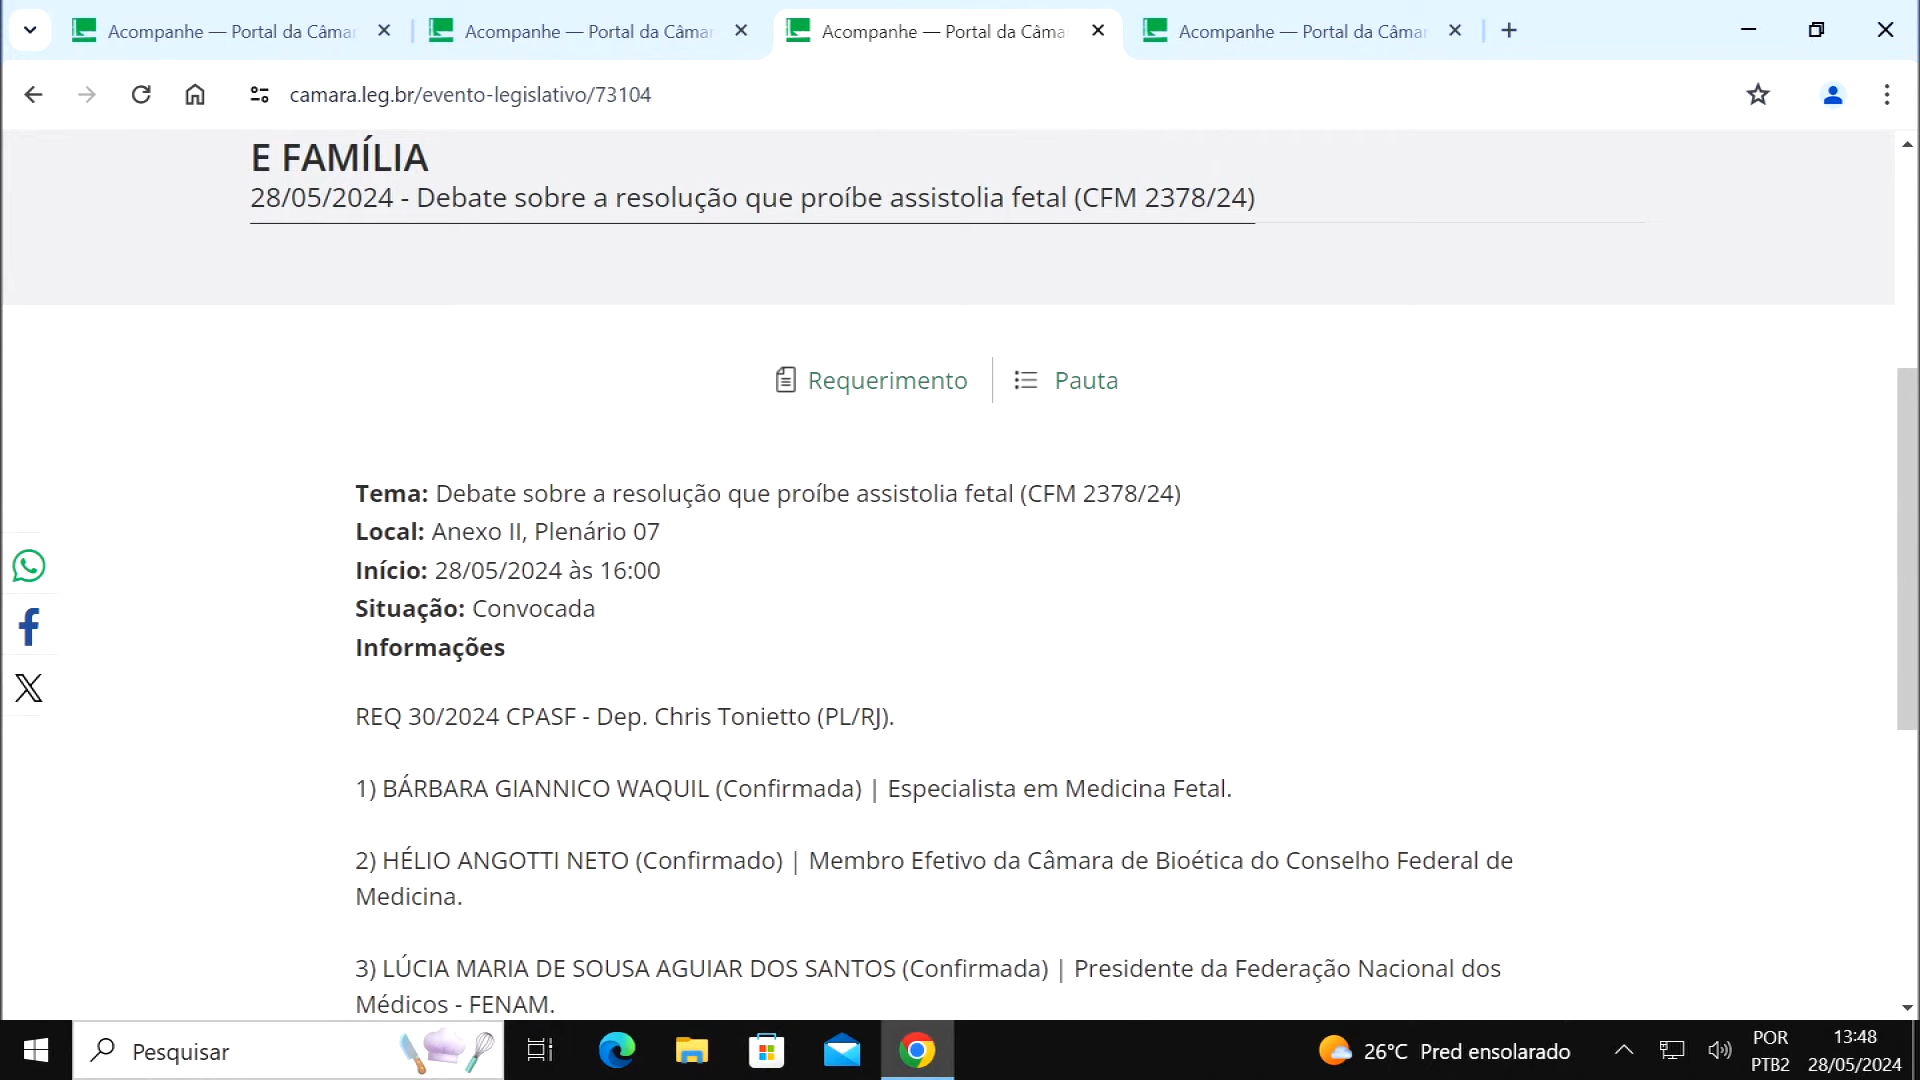 Acompanhe — Portal da Câmar
Acompanhe — Portal da Câmar
Acompanhe — Portal da Câma
Acompanhe — Portal da Câmar
camara.leg.br/evento-legislativo/73104
E FAMÍLIA
28/05/2024 - Debate sobre a resolução que proíbe assistolia fetal (CFM 2378/24)
Requerimento
Pauta
Tema: Debate sobre a resolução que proíbe assistolia fetal (CFM 2378/24)
Local: Anexo II, Plenário 07
Início: 28/05/2024 às 16:00
Situação: Convocada
Informações
REQ 30/2024 CPASF - Dep. Chris Tonietto (PL/RJ).
1) BÁRBARA GIANNICO WAQUIL (Confirmada) | Especialista em Medicina Fetal.
2) HÉLIO ANGOTTI NETO (Confirmado) | Membro Efetivo da Câmara de Bioética do Conselho Federal de
Medicina.
3) LÚCIA MARIA DE SOUSA AGUIAR DOS SANTOS (Confirmada) | Presidente da Federação Nacional dos
Médicos - FENAM.
Pesquisar
26°C Pred ensolarado
POR
PTB2
13:48
28/05/2024